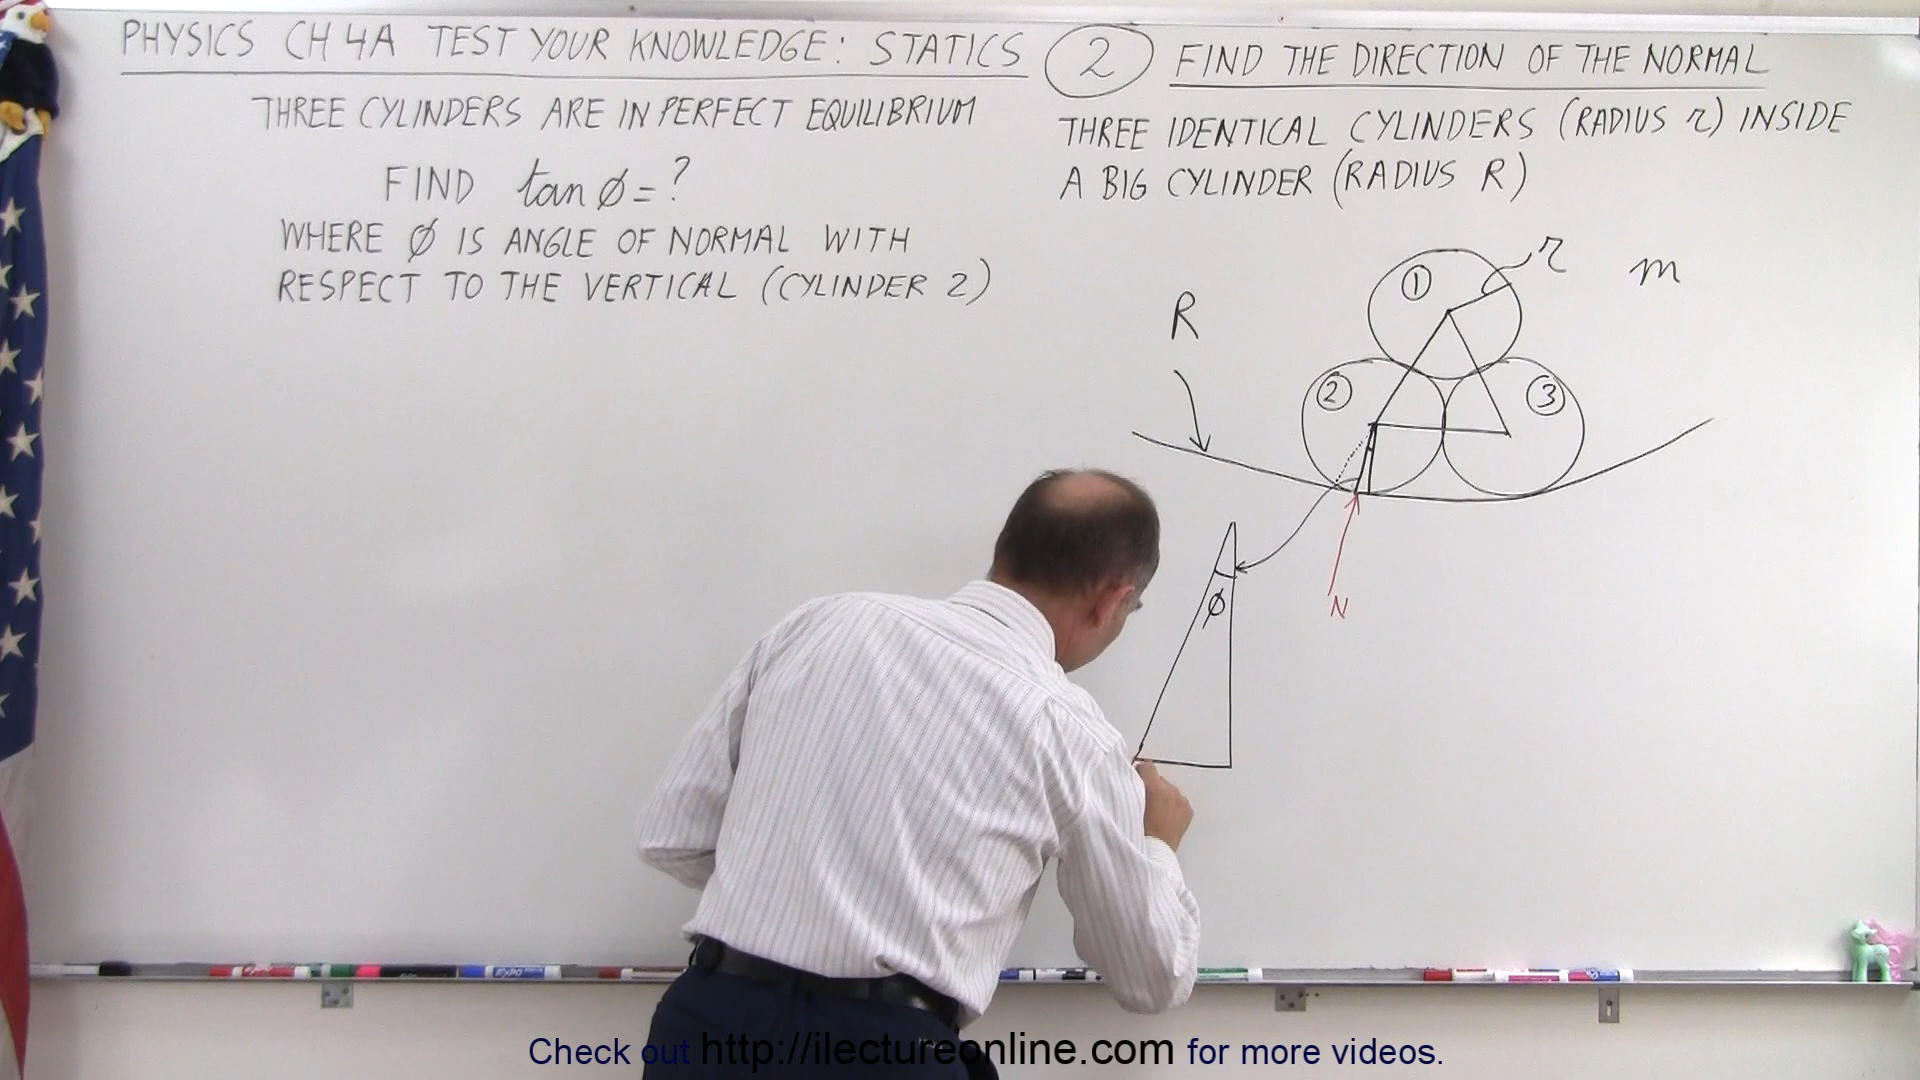 PHYSICS CH 4A TEST YOUR KNOWLEDGE: STATICS
THREE CYLINDERS ARE IN PERFECT EQUILIBRIUM
FIND tan ϕ = ?
WHERE ϕ IS ANGLE OF NORMAL WITH
RESPECT TO THE VERTICAL (CYLINDER 2)
2 FIND THE DIRECTION OF THE NORMAL
THREE IDENTICAL CYLINDERS (RADIUS r) INSIDE
A BIG CYLINDER (RADIUS R)
1
r
m
R
2
3
ϕ
N
EXPO
EXPO
Check out http://ilectureonline.com for more videos.